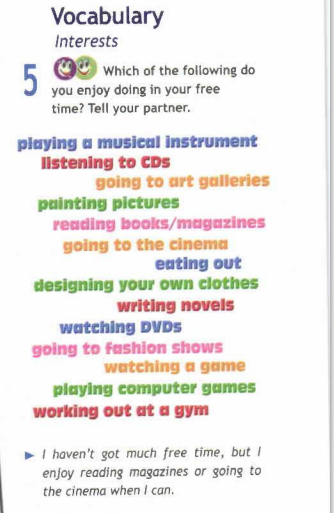 Vocabulary
Interests
5 Which of the following do
you enjoy doing in your free
time? Tell your partner.
playing a musical instrument
listening to CDs
going to art galleries
painting pictures
reading books/magazines
going to the cinema
eating out
designing your own clothes
writing novels
watching DVDs
going to fashion shows
watching a game
playing computer games
working out at a gym
► I haven't got much free time, but I
enjoy reading magazines or going to
the cinema when I can.